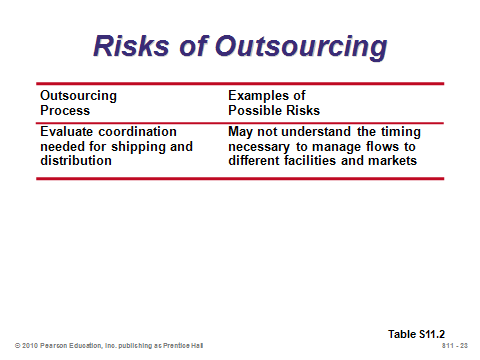 Risks of Outsourcing
Outsourcing Process
Examples of Possible Risks
Evaluate coordination
needed for shipping and
distribution
May not understand the timing
necessary to manage flows to
different facilities and markets
Table S11.2
© 2010 Pearson Education, Inc. publishing as Prentice Hall
S11 - 28